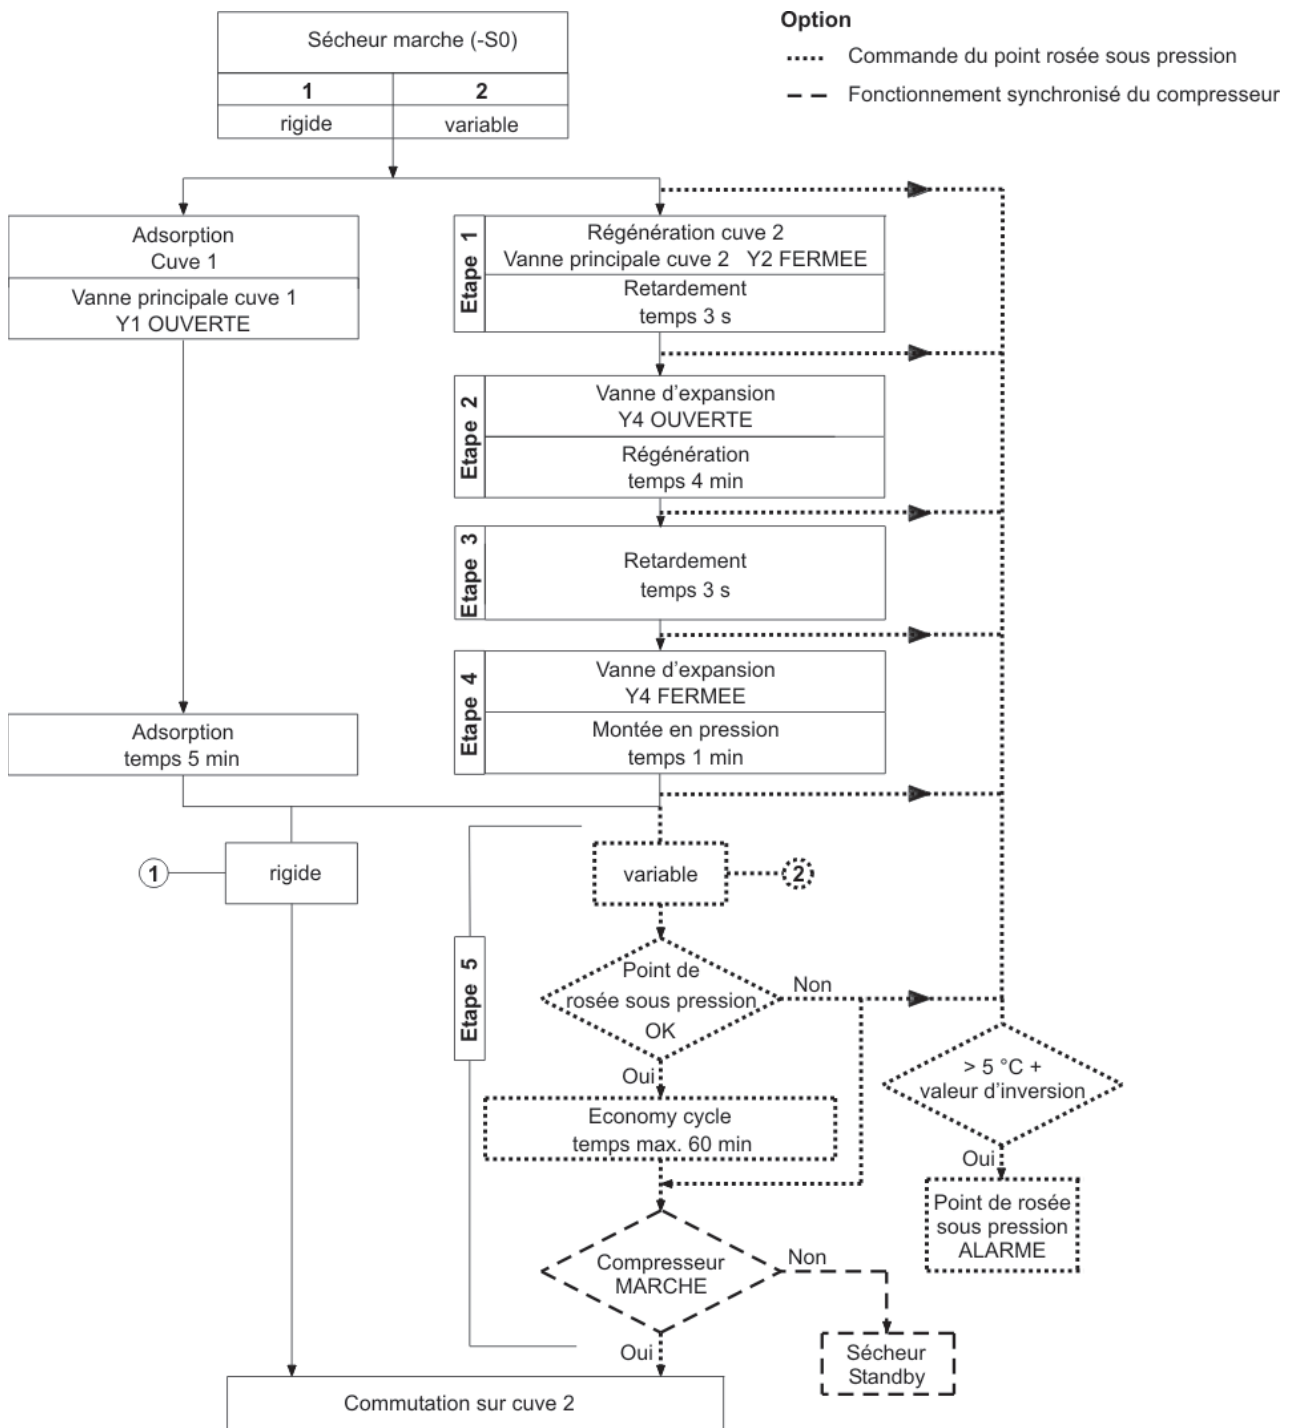 Option
Commande du point rosée sous pression
Fonctionnement synchronisé du compresseur
Sécheur marche (-S0)
1
2
rigide
variable
Adsorption
Cuve 1
Vanne principale cuve 1
Y1 OUVERTE
Etape 1
Régénération cuve 2
Vanne principale cuve 2 Y2 FERMEE
Retardement
temps 3 s
Etape 2
Vanne d'expansion
Y4 OUVERTE
Régénération
temps 4 min
Etape 3
Retardement
temps 3 s
Etape 4
Vanne d'expansion
Y4 FERMEE
Montée en pression
temps 1 min
Adsorption
temps 5 min
1
rigide
variable
2
Etape 5
Point de
rosée sous pression
OK
Non
Oui
> 5 °C +
valeur d'inversion
Economy cycle
temps max. 60 min
Oui
Point de rosée
sous pression
ALARME
Compresseur
MARCHE
Non
Oui
Sécheur
Standby
Commutation sur cuve 2